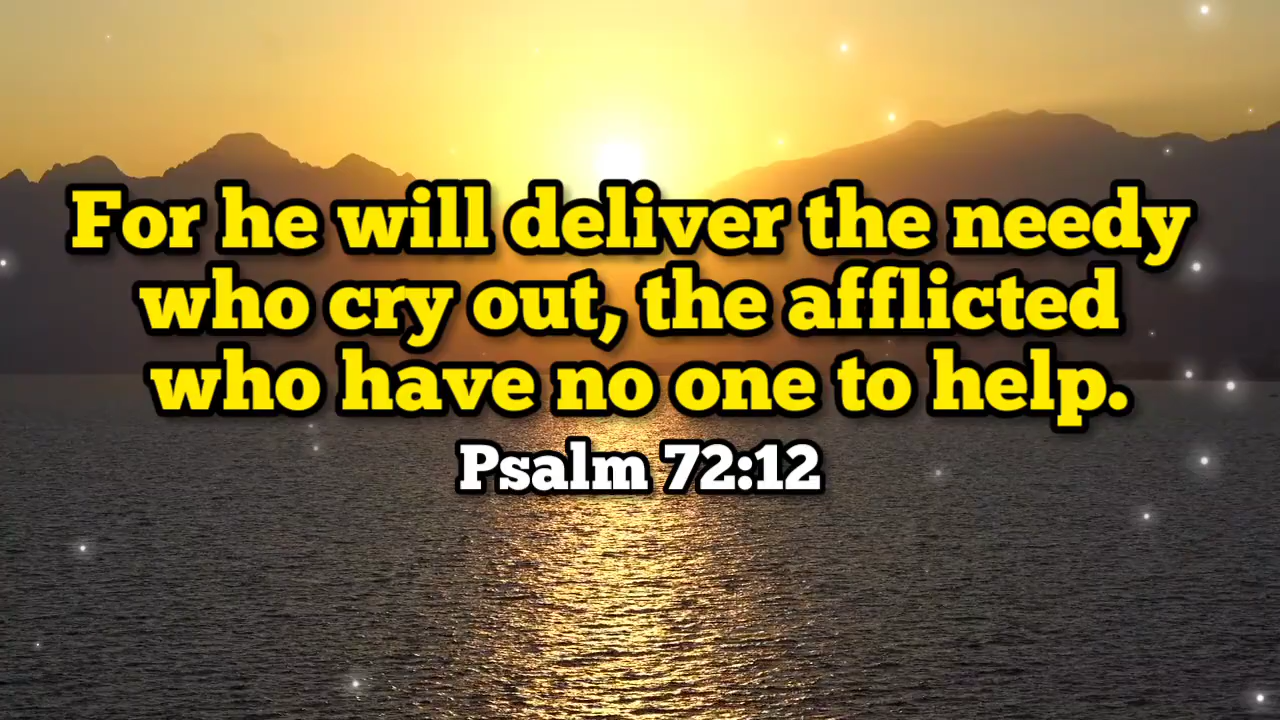 For he will deliver the needy
who cry out, the afflicted
who have no one to help.
Psalm 72:12